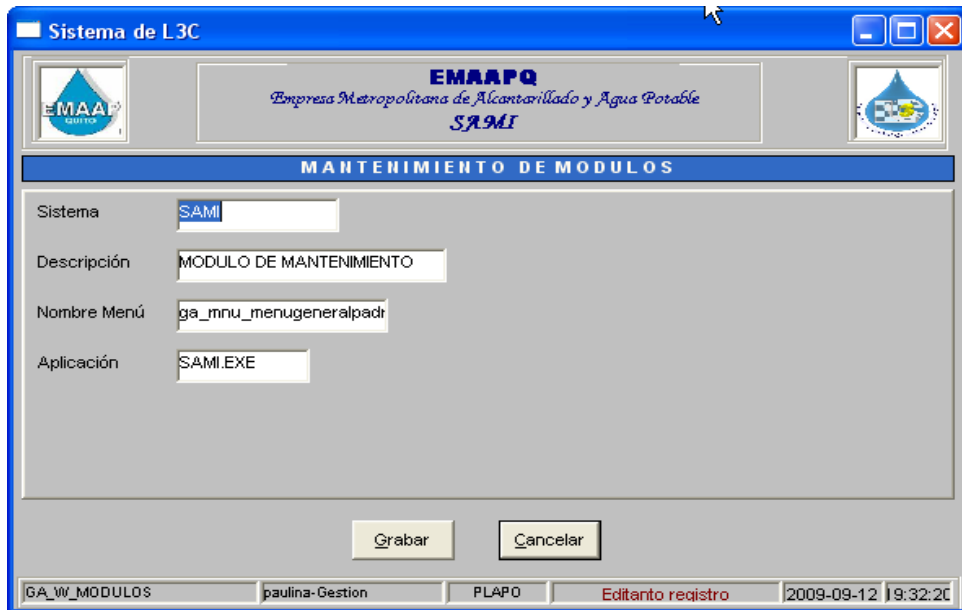 Sistema de L3C
EMAAPQ
Empresa Metropolitana de Alcantarillado y Agua Potable
SAMI
EMAAP
QUITO
MANTENIMIENTO DE MODULOS
Sistema SAMI
Descripción MODULO DE MANTENIMIENTO
Nombre Menú ga_mnu_menugeneralpadr
Aplicación SAMI.EXE
Grabar Cancelar
GA_W_MODULOS paulina-Gestion PLAPO Editanto registro 2009-09-12 19:32:20